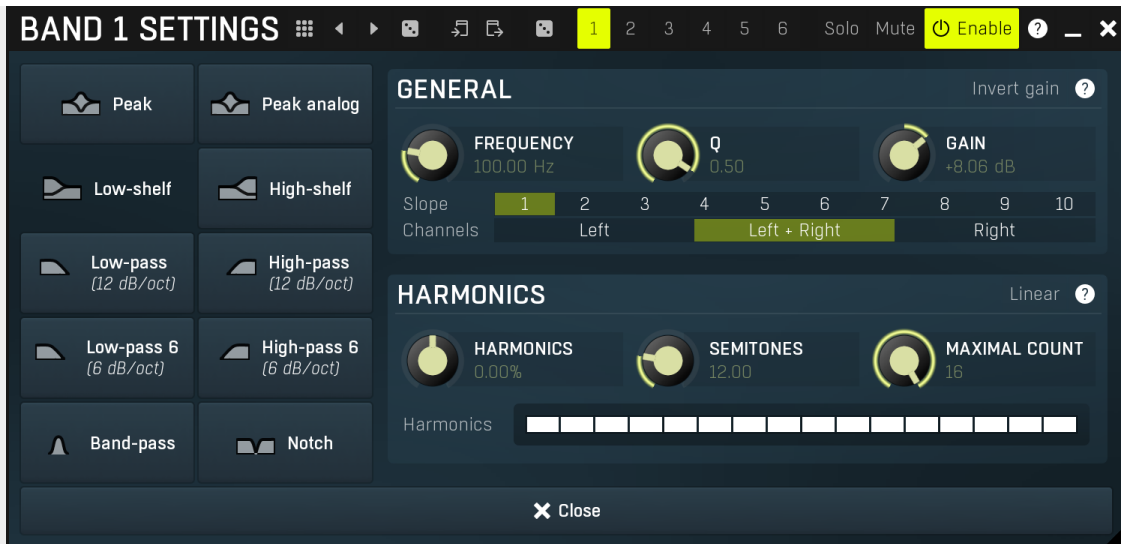 BAND 1 SETTINGS 1 2 3 4 5 6 Solo Mute Enable ?
Peak
Peak analog
Low-shelf
High-shelf
Low-pass
(12 dB/oct)
High-pass
(12 dB/oct)
Low-pass 6
(6 dB/oct)
High-pass 6
(6 dB/oct)
Band-pass
Notch
GENERAL Invert gain ?
FREQUENCY
100.00 Hz
Q
0.50
GAIN
+8.06 dB
Slope 1 2 3 4 5 6 7 8 9 10
Channels Left Left + Right Right
HARMONICS Linear ?
HARMONICS
0.00%
SEMITONES
12.00
MAXIMAL COUNT
16
Harmonics
Close